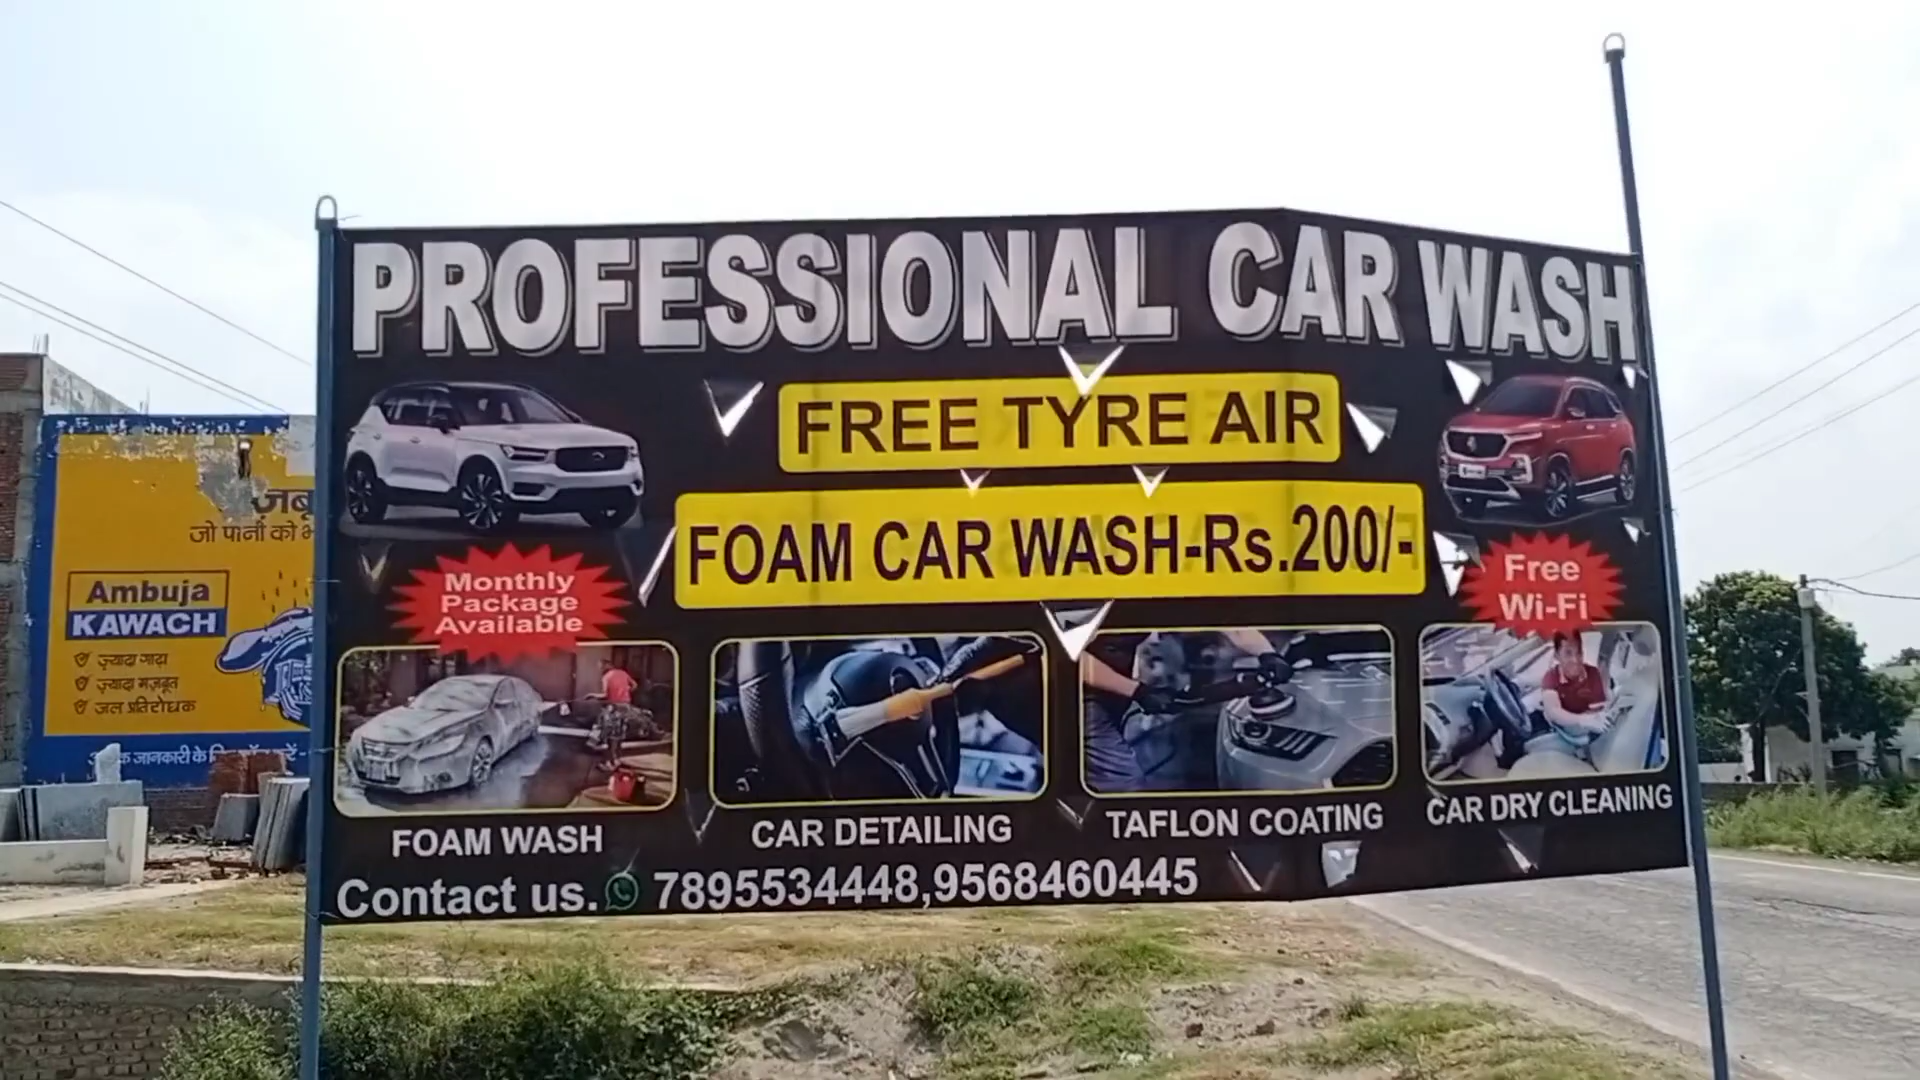 PROFESSIONAL CAR WASH
FREE TYRE AIR
FOAM CAR WASH-Rs.200/-
Monthly
Package
Available
Free
Wi-Fi
FOAM WASH
CAR DETAILING
TAFLON COATING
CAR DRY CLEANING
Contact us. 7895534448,9568460445
जो पानी को
Ambuja
KAWACH
ज़्यादा गाढ़ा
ज़्यादा मज़बूत
जल प्रतिरोधक
जानकारी के